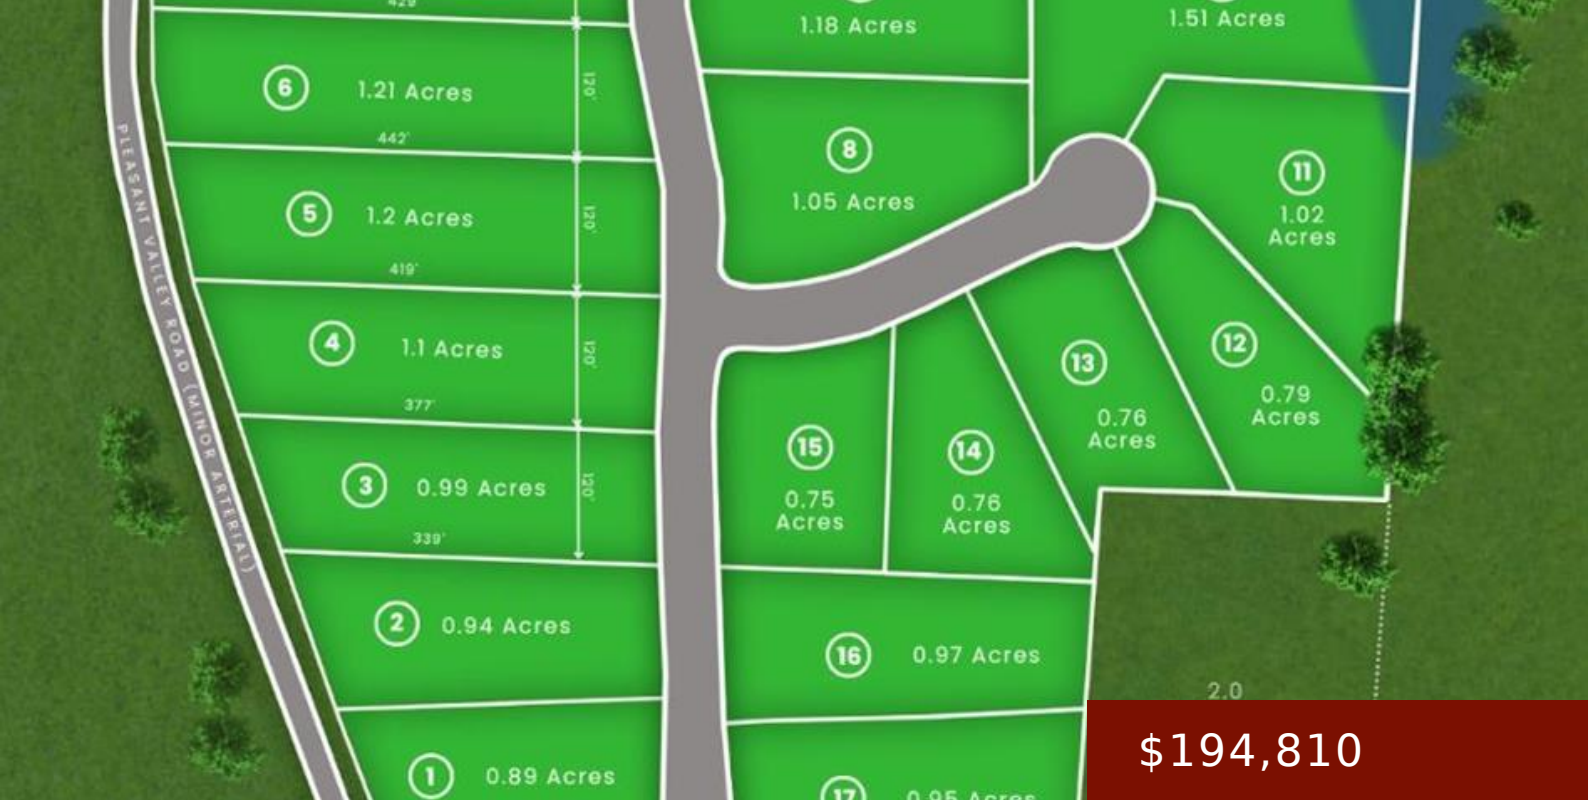 429'
1.18 Acres
1.51 Acres
6 1.21 Acres
120'
442'
8
1.05 Acres
11
1.02
Acres
5 1.2 Acres
120'
419'
PLEASANT VALLEY ROAD (MINOR ARTERIAL)
4 1.1 Acres
120'
377'
13
0.76
Acres
12
0.79
Acres
3 0.99 Acres
120'
339'
15
0.75
Acres
14
0.76
Acres
2 0.94 Acres
16 0.97 Acres
2.0
1 0.89 Acres
17 0.95 Acres
$194,810